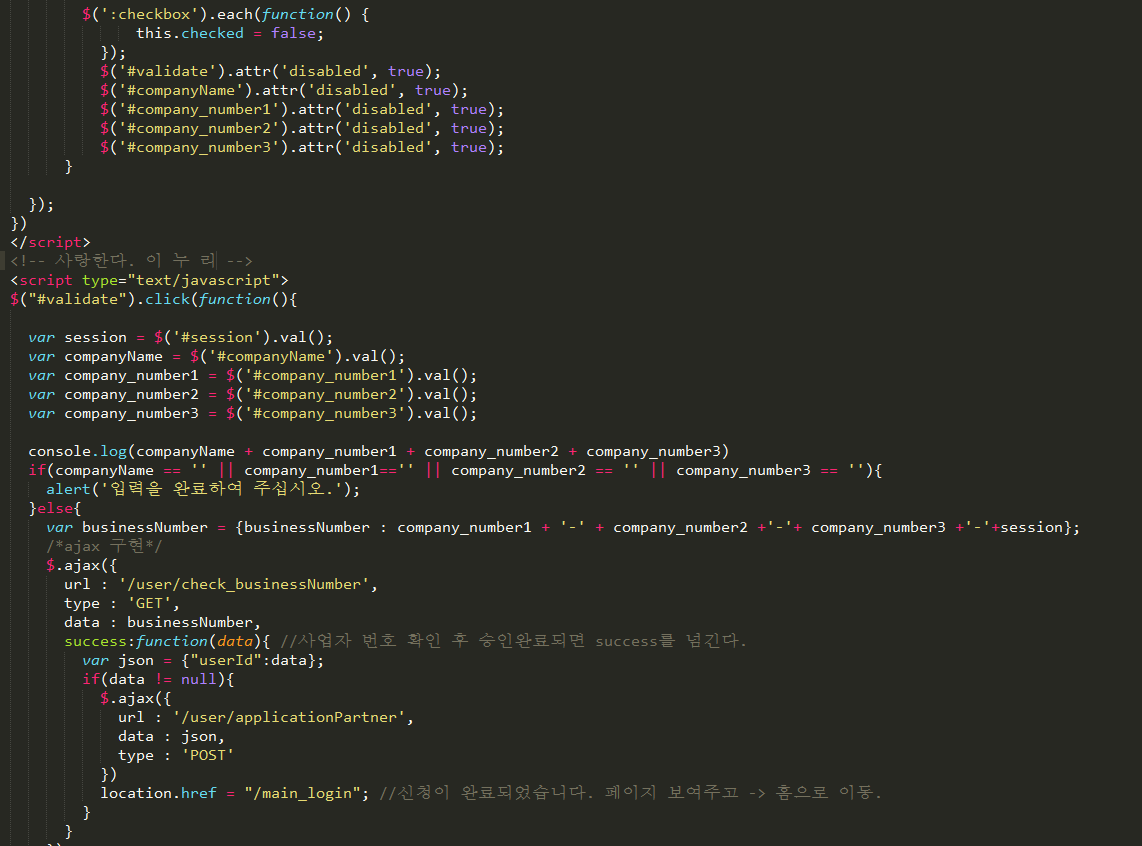 $(':checkbox').each(function() {
this.checked = false;
});
$('#validate').attr('disabled', true);
$('#companyName').attr('disabled', true);
$('#company_number1').attr('disabled', true);
$('#company_number2').attr('disabled', true);
$('#company_number3').attr('disabled', true);
}
});
})
</script>
<!-- 사랑한다. 이 누 리 -->
<script type="text/javascript">
$("#validate").click(function(){
var session = $('#session').val();
var companyName = $('#companyName').val();
var company_number1 = $('#company_number1').val();
var company_number2 = $('#company_number2').val();
var company_number3 = $('#company_number3').val();
console.log(companyName + company_number1 + company_number2 + company_number3)
if(companyName == '' || company_number1=='' || company_number2 == '' || company_number3 == ''){
alert('입력을 완료하여 주십시오.');
}else{
var businessNumber = {businessNumber : company_number1 + '-' + company_number2 +'-'+ company_number3 +'-'+session};
/*ajax 구현*/
$.ajax({
url : '/user/check_businessNumber',
type : 'GET',
data : businessNumber,
success:function(data){ //사업자 번호 확인 후 승인완료되면 success를 넘긴다.
var json = {"userId":data};
if(data != null){
$.ajax({
url : '/user/applicationPartner',
data : json,
type : 'POST'
})
location.href = "/main_login"; //신청이 완료되었습니다. 페이지 보여주고 -> 홈으로 이동.
}
}